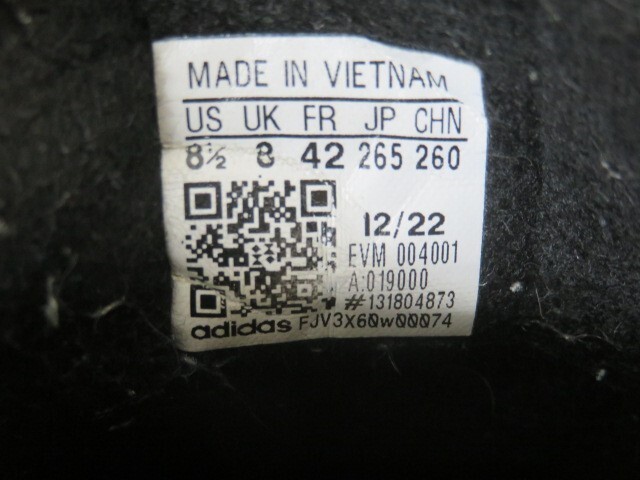 MADE IN VIETNAM
US UK FR JP CHN
8½ 8 42 265 260
12/22
EVM 004001
A:019000
#131804873
adidas FJV3X60w00074